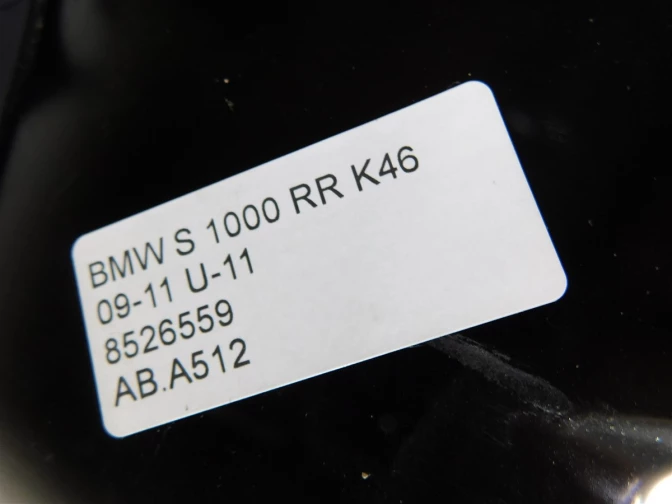 BMW S 1000 RR K46
09-11 U-11
8526559
AB.A512